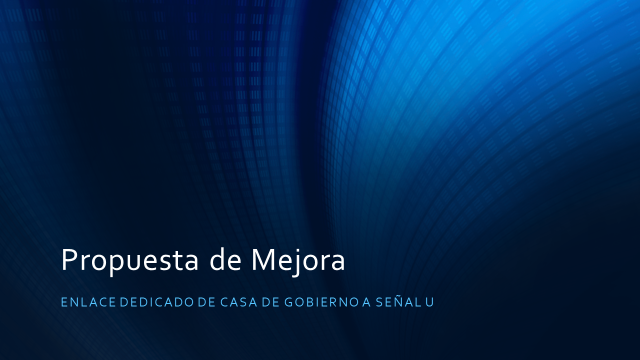 Propuesta de Mejora
ENLACE DEDICADO DE CASA DE GOBIERNO A SEÑAL U